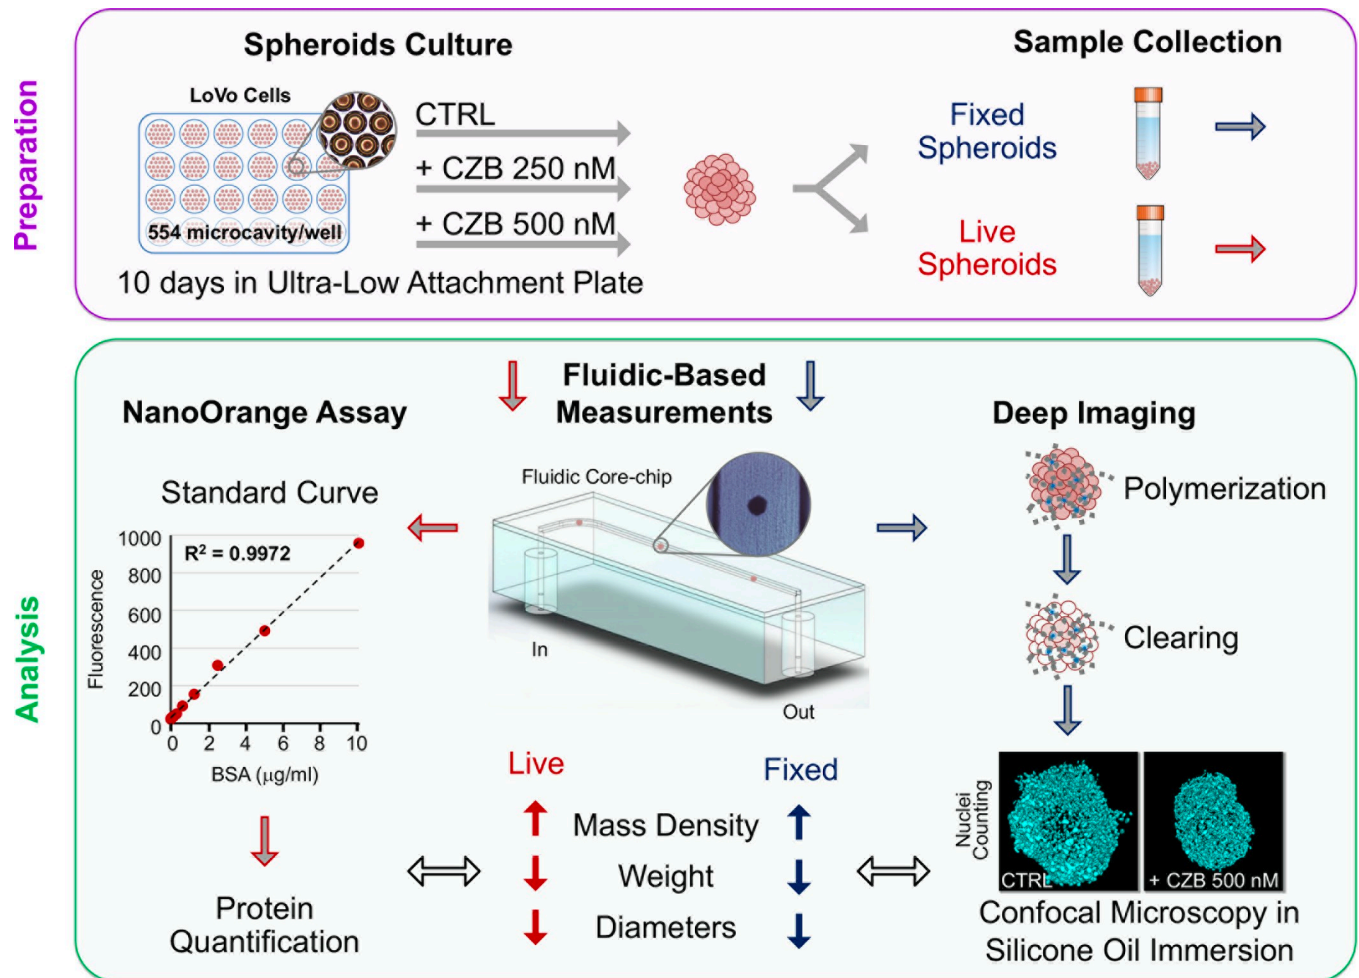 Preparation
Spheroids Culture
LoVo Cells
554 microcavity/well
CTRL
+ CZB 250 nM
+ CZB 500 nM
10 days in Ultra-Low Attachment Plate
Sample Collection
Fixed
Spheroids
Live
Spheroids
Analysis
NanoOrange Assay
Standard Curve
R² = 0.9972
Fluorescence
1000
800
600
400
200
0
0 2 4 6 8 10
BSA (μg/ml)
Protein
Quantification
Fluidic-Based
Measurements
Fluidic Core-chip
In
Out
Live
Fixed
Mass Density
Weight
Diameters
Deep Imaging
Polymerization
Clearing
Nuclei
Counting
CTRL
+ CZB 500 nM
Confocal Microscopy in
Silicone Oil Immersion